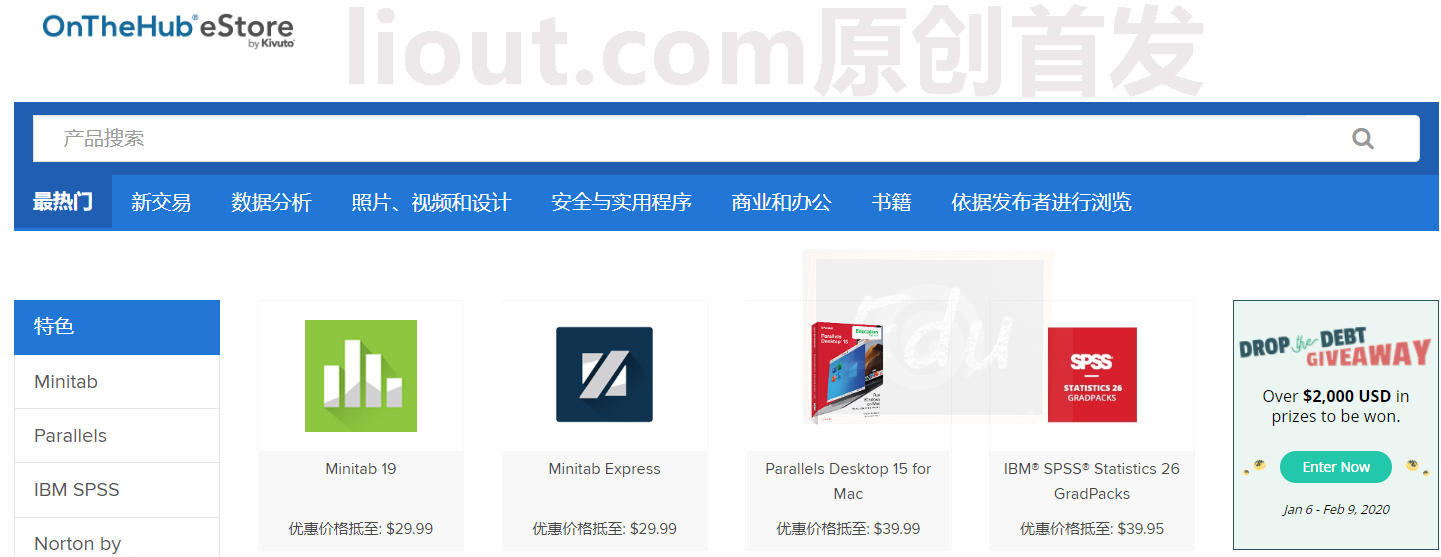 OnTheHub® eStore
by Kivuto
liout.com原创首发
产品搜索
最热门 新交易 数据分析 照片、视频和设计 安全与实用程序 商业和办公 书籍 依据发布者进行浏览
特色
Minitab
Parallels
IBM SPSS
Norton by
Minitab 19
优惠价格抵至: $29.99
Minitab Express
优惠价格抵至: $29.99
Edu
Parallels
Desktop 15
Education
Parallels Desktop 15 for
Mac
优惠价格抵至: $39.99
SPSS
STATISTICS 26
GRADPACKS
IBM® SPSS® Statistics 26
GradPacks
优惠价格抵至: $39.95
DROP the DEBT
GIVEAWAY
Over $2,000 USD in
prizes to be won.
Enter Now
Jan 6 - Feb 9, 2020